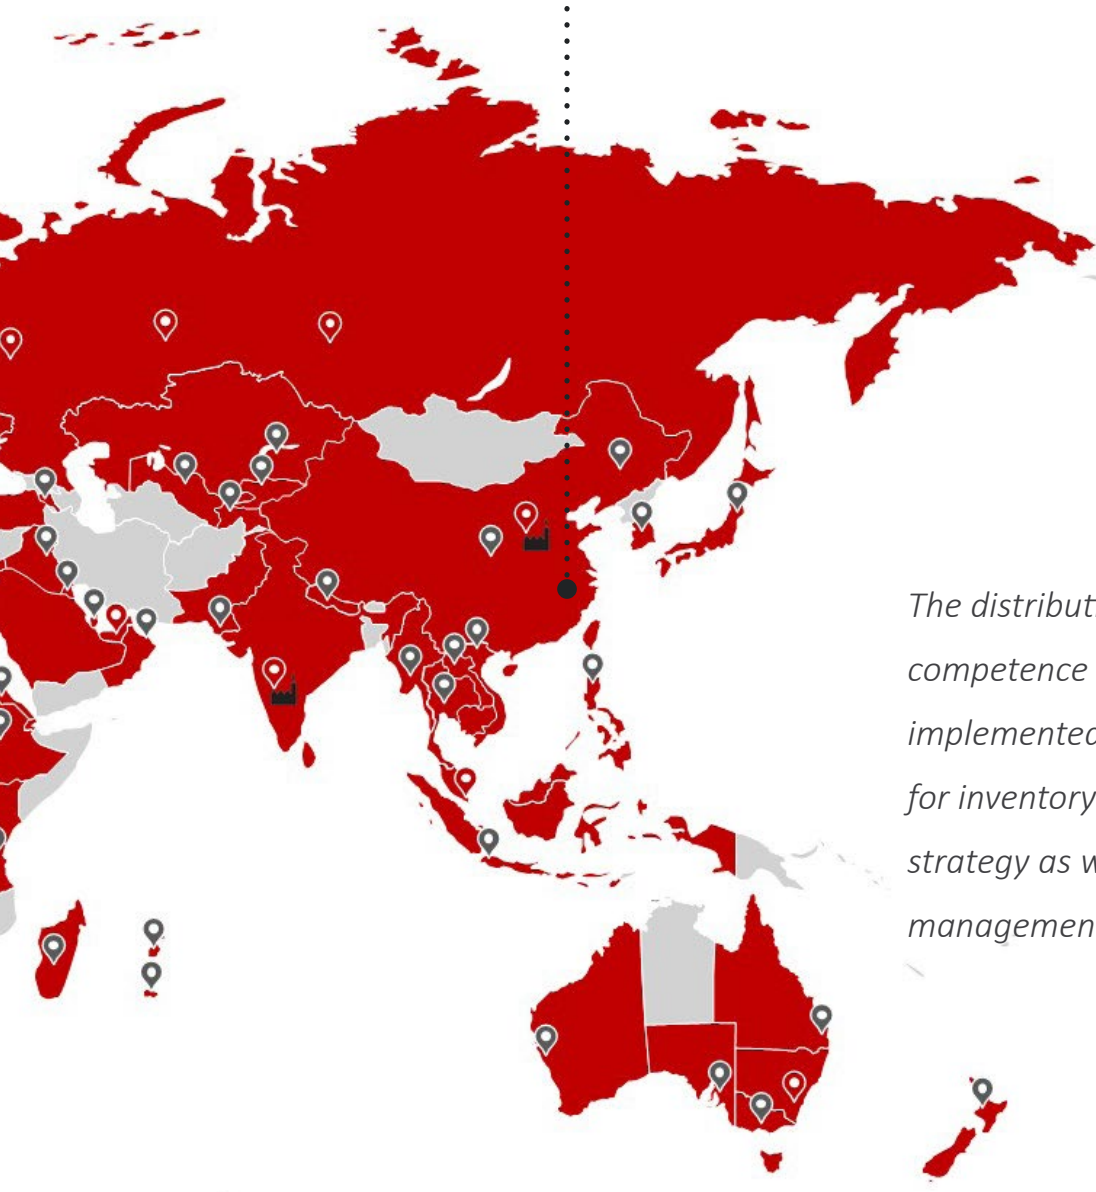 The distribut
competence
implemented
for inventory
strategy as w
managemen